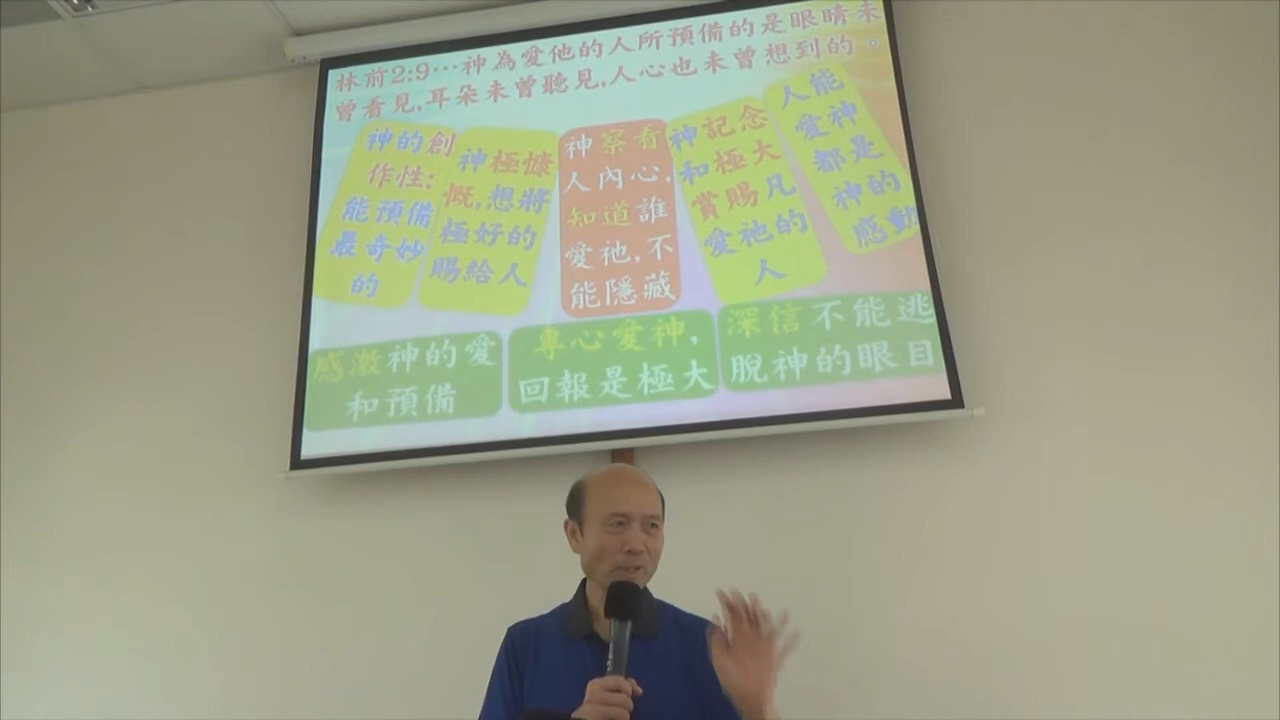 林前2:9…神為愛他的人所預備的是眼睛未
曾看見,耳朵未曾聽見,人心也未曾想到的。
神的創
作性:
能預備
最奇妙
的
神極慷
慨,想將
極好的
賜給人
神察看
人內心,
知道誰
愛祂,不
能隱藏
神記念
和極大
賞賜凡
愛祂的
人
人能
愛神
都是
神的
感動
感激神的愛
和預備
專心愛神,
回報是極大
深信不能逃
脫神的眼目